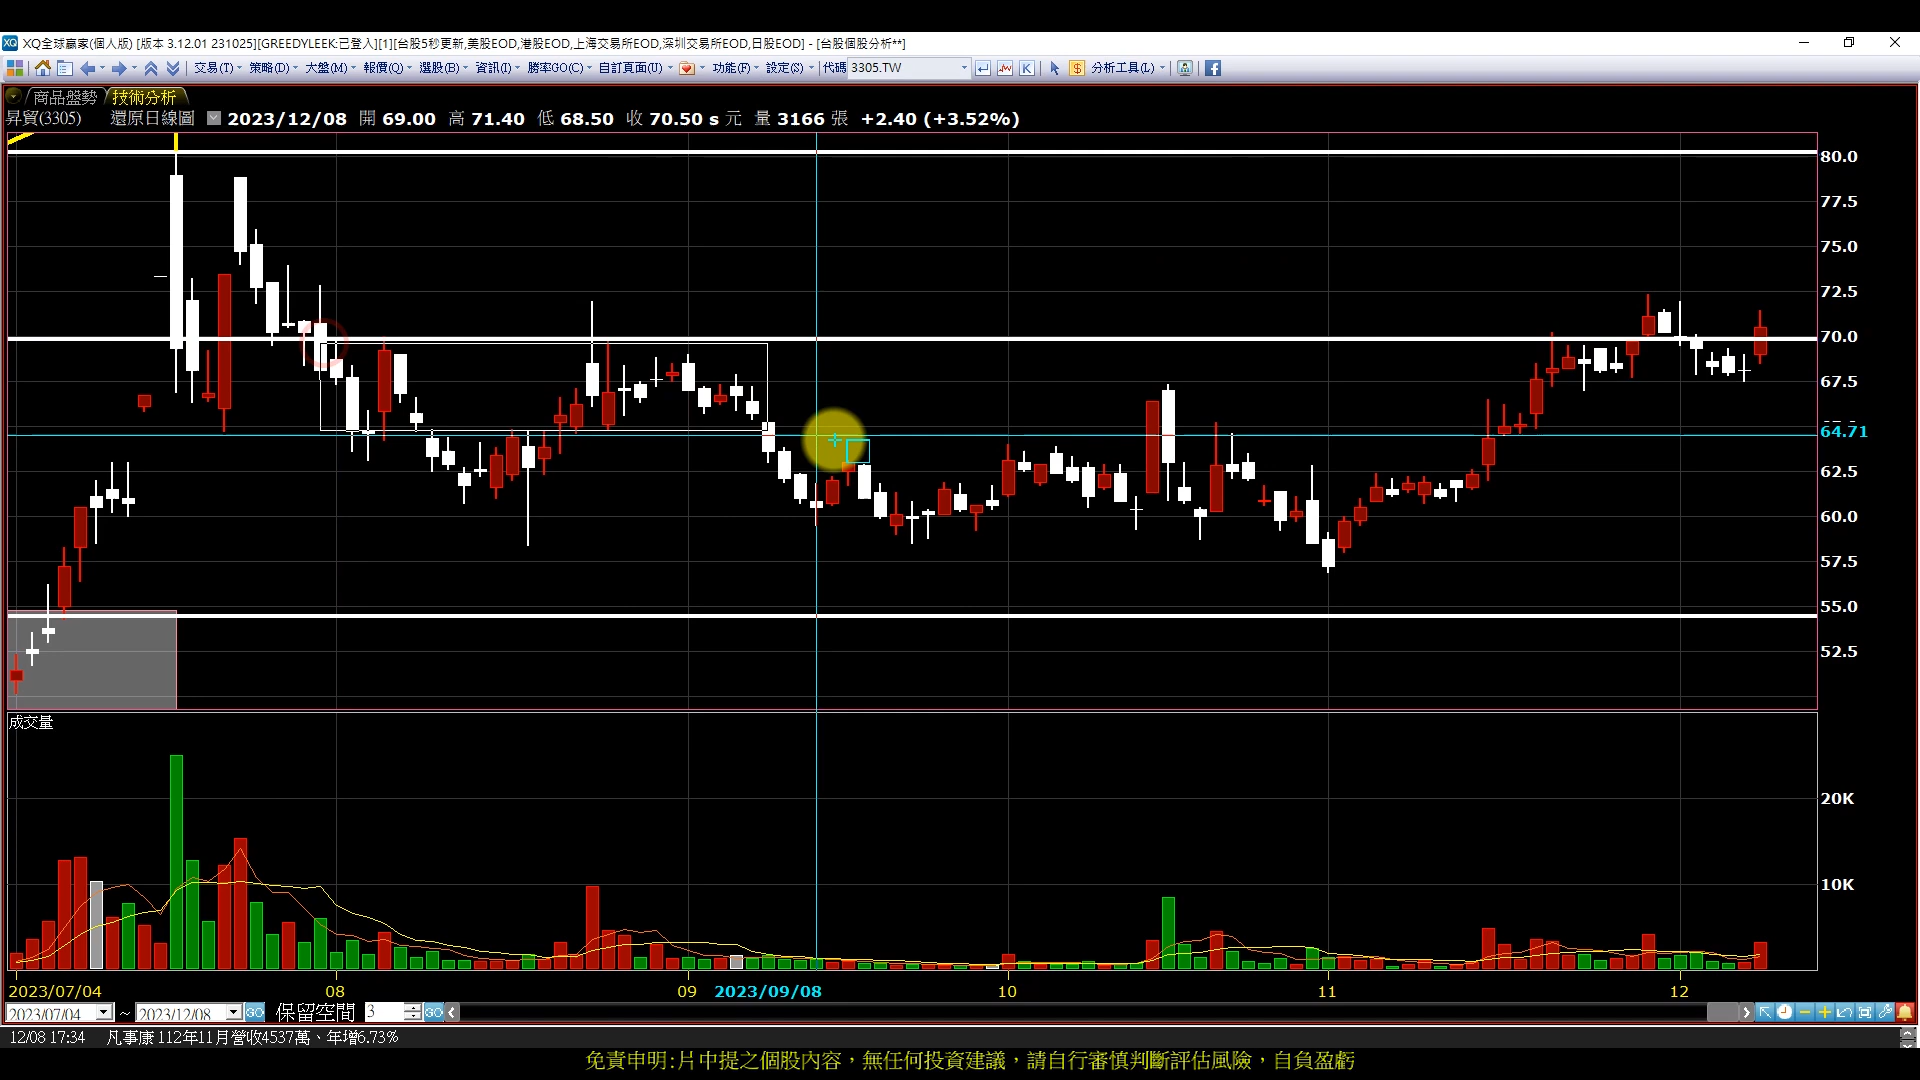 XQ全球贏家(個人版) [版本 3.12.01 231025][GREEDYLEEK:已登入][1][台股5秒更新,美股EOD,港股EOD,上海交易所EOD,深圳交易所EOD,日股EOD] - [台股個股分析**]
交易(T) 策略(D) 大盤(M) 報價(Q) 選股(B) 資訊(I) 勝率GO(C) 自訂頁面(U) 功能(F) 設定(S) 代碼 3305.TW K $ 分析工具(L)
商品盤勢 技術分析
昇貿(3305) 還原日線圖 2023/12/08 開 69.00 高 71.40 低 68.50 收 70.50 s 元 量 3166 張 +2.40 (+3.52%)
80.0
77.5
75.0
72.5
70.0
67.5
64.71
62.5
60.0
57.5
55.0
52.5
成交量
20K
10K
2023/07/04 08 09 2023/09/08 10 11 12
2023/07/04 ~ 2023/12/08 GO 保留空間 3 GO
12/08 17:34 凡事康 112年11月營收4537萬、年增6.73%
免責申明:片中提之個股內容，無任何投資建議，請自行審慎判斷評估風險，自負盈虧